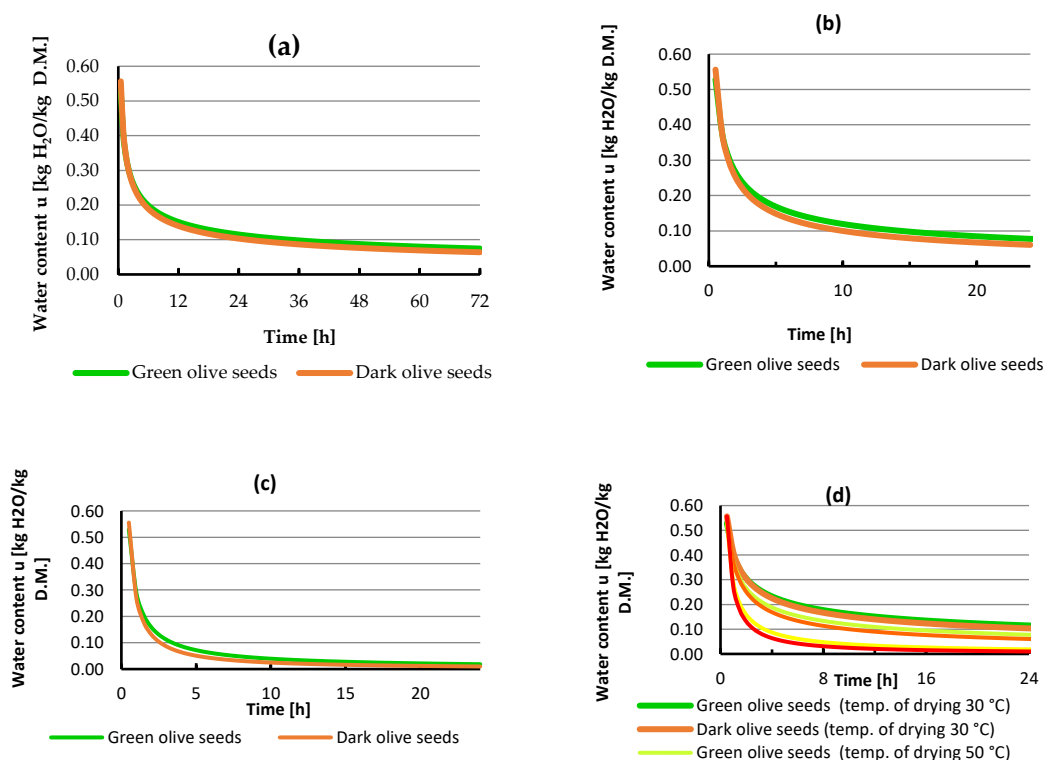 (a)
Water content u [kg H₂O/kg D.M.]
0.60
0.50
0.40
0.30
0.20
0.10
0.00
0 12 24 36 48 60 72
Time [h]
Green olive seeds Dark olive seeds
(b)
Water content u [kg H2O/kg D.M.]
0.60
0.50
0.40
0.30
0.20
0.10
0.00
0 10 20
Time [h]
Green olive seeds Dark olive seeds
(c)
Water content u [kg H2O/kg
D.M.]
0.60
0.50
0.40
0.30
0.20
0.10
0.00
0 5 10 15 20
Time [h]
Green olive seeds Dark olive seeds
(d)
Water content u [kg H2O/kg
D.M.]
0.60
0.50
0.40
0.30
0.20
0.10
0.00
0 8 16 24
Time [h]
Green olive seeds (temp. of drying 30 °C)
Dark olive seeds (temp. of drying 30 °C)
Green olive seeds (temp. of drying 50 °C)